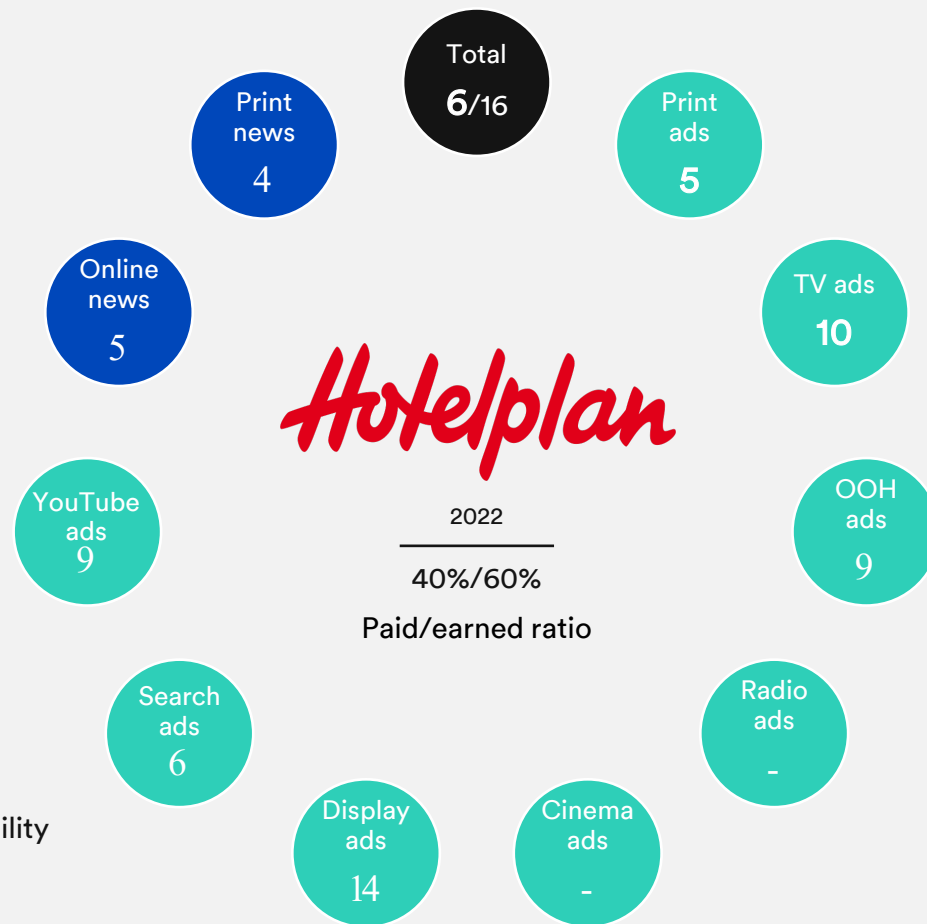 Total
6/16
Print
news
4
Print
ads
5
Online
news
5
TV ads
10
Hotelplan
2022
40%/60%
Paid/earned ratio
YouTube
ads
9
OOH
ads
9
Search
ads
6
Radio
ads
-
ility
Display
ads
14
Cinema
ads
-